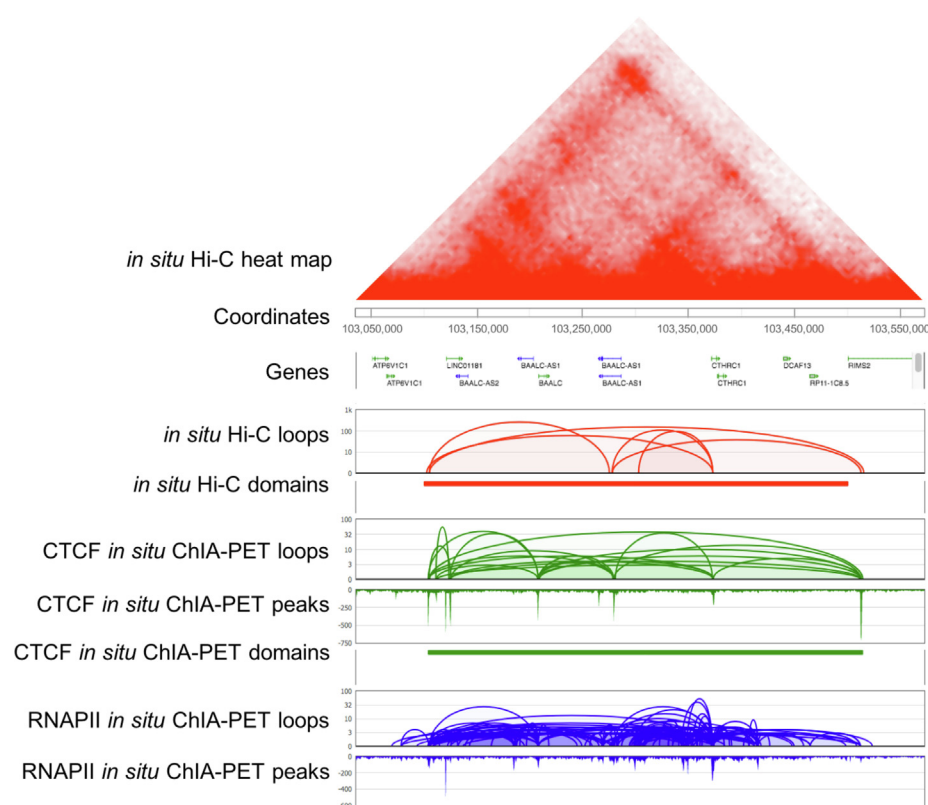 in situ Hi-C heat map
Coordinates
103,050,000 103,150,000 103,250,000 103,350,000 103,450,000 103,550,000
Genes
ATP6V1C1 LINC01181 BAALC-AS1 BAALC-AS1 CTHRC1 DCAF13 RIMS2
ATP6V1C1 BAALC-AS2 BAALC BAALC-AS1 CTHRC1 RP11-1C8.5
in situ Hi-C loops
1k
100
10
0
in situ Hi-C domains
CTCF in situ ChIA-PET loops
100
32
10
3
0
CTCF in situ ChIA-PET peaks
0
-250
-500
-750
CTCF in situ ChIA-PET domains
RNAPII in situ ChIA-PET loops
100
32
10
3
0
RNAPII in situ ChIA-PET peaks
0
-200
-400